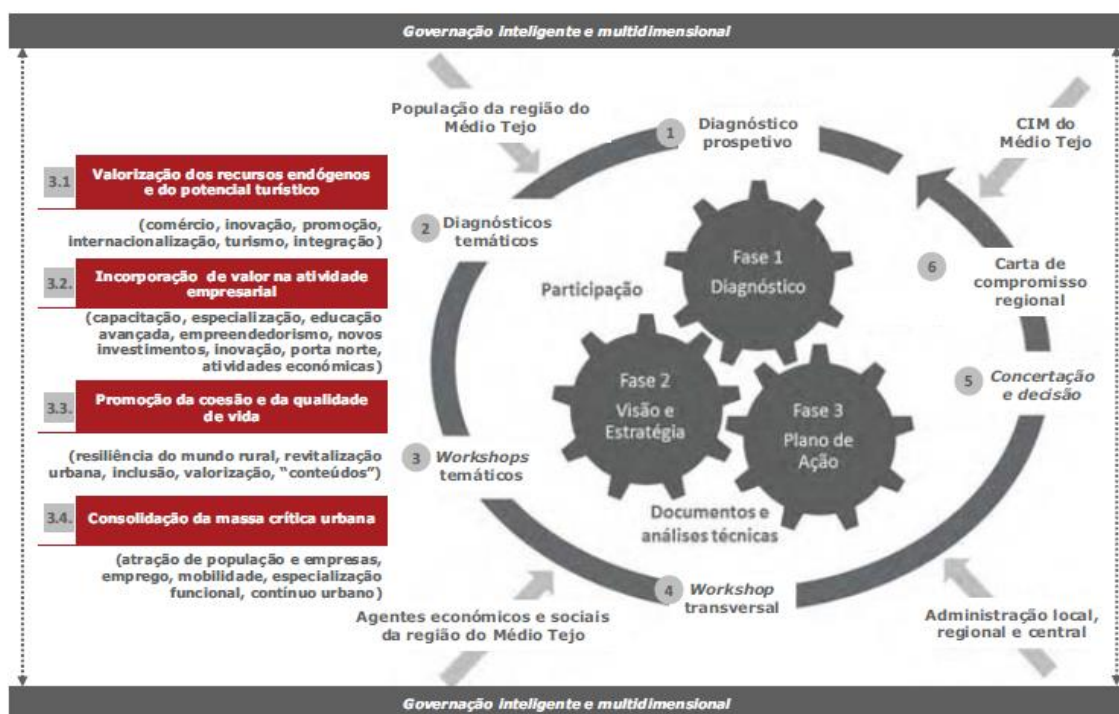 Governação inteligente e multidimensional
População da região do
Médio Tejo
1
Diagnóstico
prospetivo
CIM do
Médio Tejo
3.1
Valorização dos recursos endógenos
e do potencial turístico
(comércio, inovação, promoção,
internacionalização, turismo, integração)
3.2.
Incorporação de valor na atividade
empresarial
(capacitação, especialização, educação
avançada, empreendedorismo, novos
investimentos, inovação, porta norte,
atividades económicas)
3.3.
Promoção da coesão e da qualidade
de vida
(resiliência do mundo rural, revitalização
urbana, inclusão, valorização, "conteúdos")
3.4.
Consolidação da massa crítica urbana
(atração de população e empresas,
emprego, mobilidade, especialização
funcional, contínuo urbano)
2
Diagnósticos
temáticos
Participação
Fase 1
Diagnóstico
6
Carta de
compromisso
regional
Fase 2
Visão e
Estratégia
Fase 3
Plano de
Ação
5
Concertação
e decisão
3
Workshops
temáticos
Documentos e
análises técnicas
4
Workshop
transversal
Agentes económicos e sociais
da região do Médio Tejo
Administração local,
regional e central
Governação inteligente e multidimensional